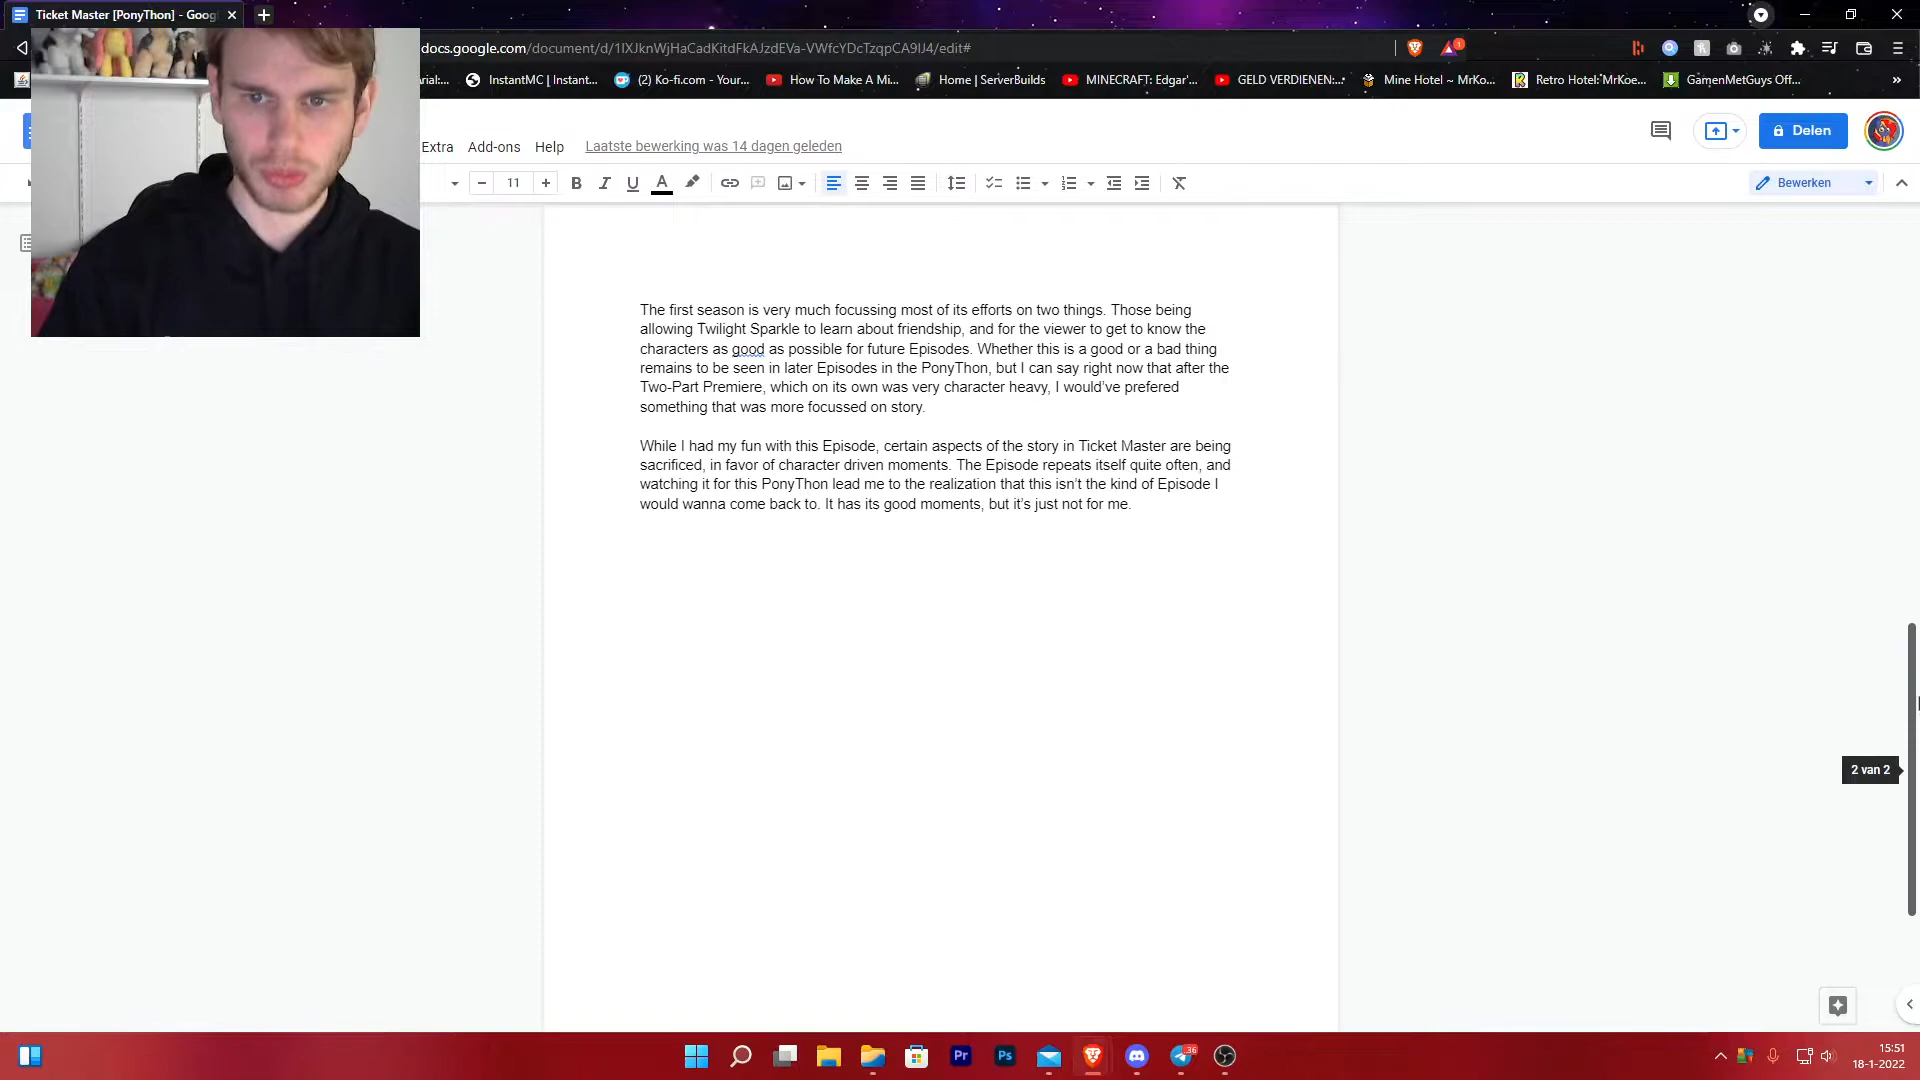 Ticket Master [PonyThon] - Goog
docs.google.com/document/d/1IXJknWjHaCadKitdFkAJzdEVa-VWfcYDcTzqpCA9IJ4/edit#
1
arial:...
InstantMC | Instant...
(2) Ko-fi.com - Your...
How To Make A Mi...
Home | ServerBuilds
MINECRAFT: Edgar'...
GELD VERDIENEN:...
Mine Hotel ~ MrKo...
Retro Hotel: MrKoe...
GamenMetGuys Off...
Extra Add-ons Help Laatste bewerking was 14 dagen geleden
Delen
11
Bewerken
The first season is very much focussing most of its efforts on two things. Those being
allowing Twilight Sparkle to learn about friendship, and for the viewer to get to know the
characters as good as possible for future Episodes. Whether this is a good or a bad thing
remains to be seen in later Episodes in the PonyThon, but I can say right now that after the
Two-Part Premiere, which on its own was very character heavy, I would've prefered
something that was more focussed on story.
While I had my fun with this Episode, certain aspects of the story in Ticket Master are being
sacrificed, in favor of character driven moments. The Episode repeats itself quite often, and
watching it for this PonyThon lead me to the realization that this isn't the kind of Episode I
would wanna come back to. It has its good moments, but it's just not for me.
2 van 2
Pr
Ps
36
15:51
18-1-2022